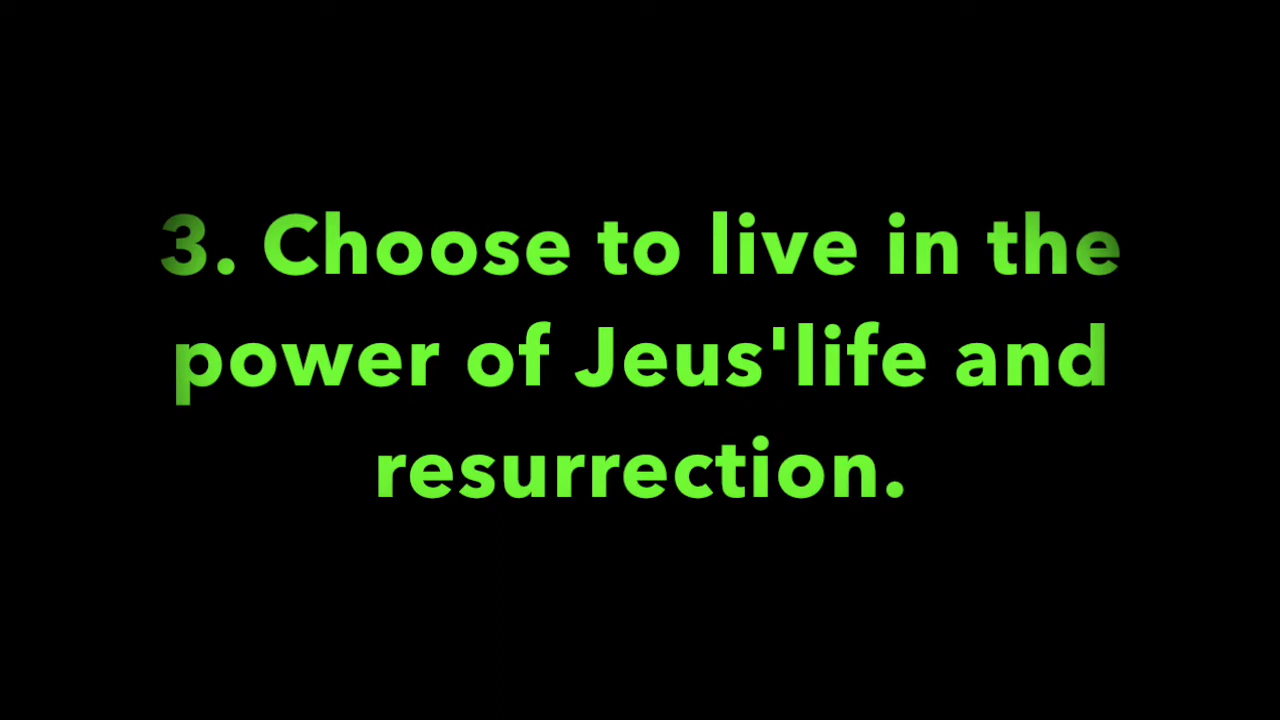 3. Choose to live in the
power of Jeus'life and
resurrection.